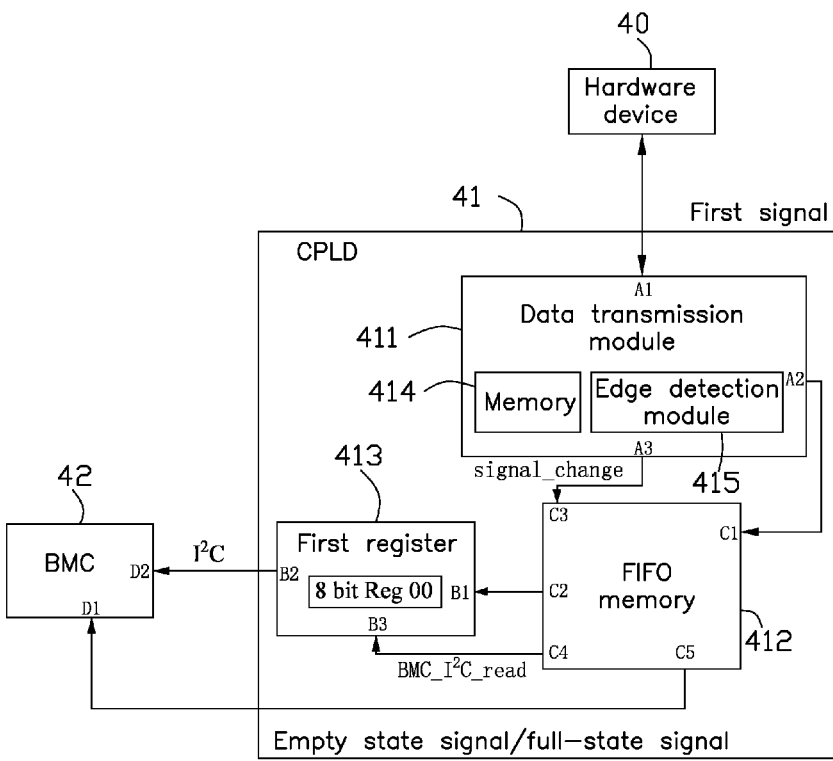 40
Hardware
device
41
First signal
CPLD
A1
Data transmission
module
411
A2
414
Memory
Edge detection
module
A3
signal_change
415
413
42
C3
C1
First register
BMC
I²C
D2
B2
8 bit Reg 00
B1
C2
FIFO
memory
D1
B3
C4
C5
412
BMC_I²C_read
Empty state signal/full-state signal